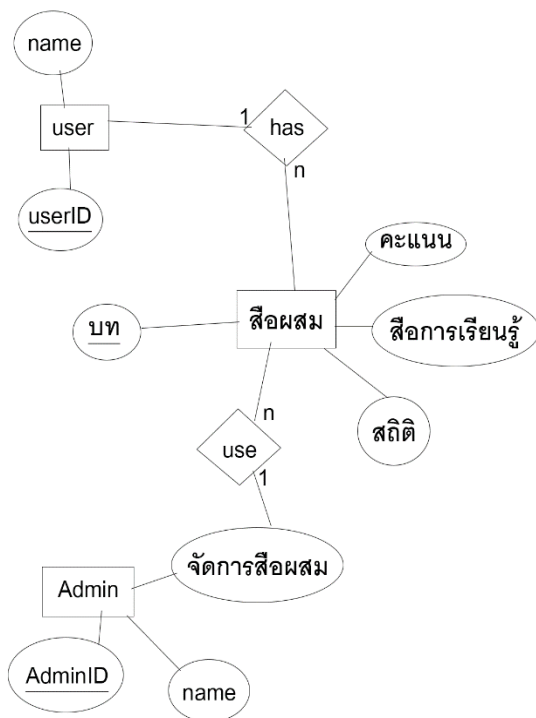 name
user
1
has
n
userID
คะแนน
บท
สือผสม
สือการเรียนรู้
สถิติ
n
use
1
จัดการสือผสม
Admin
AdminID
name